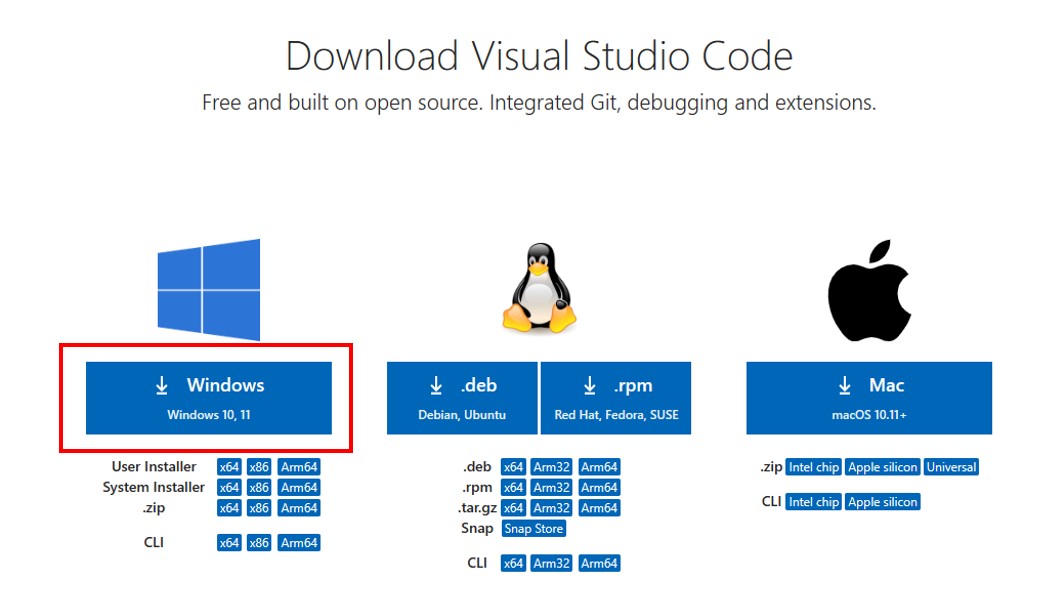 Download Visual Studio Code
Free and built on open source. Integrated Git, debugging and extensions.
Windows
Windows 10, 11
User Installer x64 x86 Arm64
System Installer x64 x86 Arm64
.zip x64 x86 Arm64
CLI x64 x86 Arm64
.deb
Debian, Ubuntu
.rpm
Red Hat, Fedora, SUSE
.deb x64 Arm32 Arm64
.rpm x64 Arm32 Arm64
.tar.gz x64 Arm32 Arm64
Snap Snap Store
CLI x64 Arm32 Arm64
Mac
macOS 10.11+
.zip Intel chip Apple silicon Universal
CLI Intel chip Apple silicon